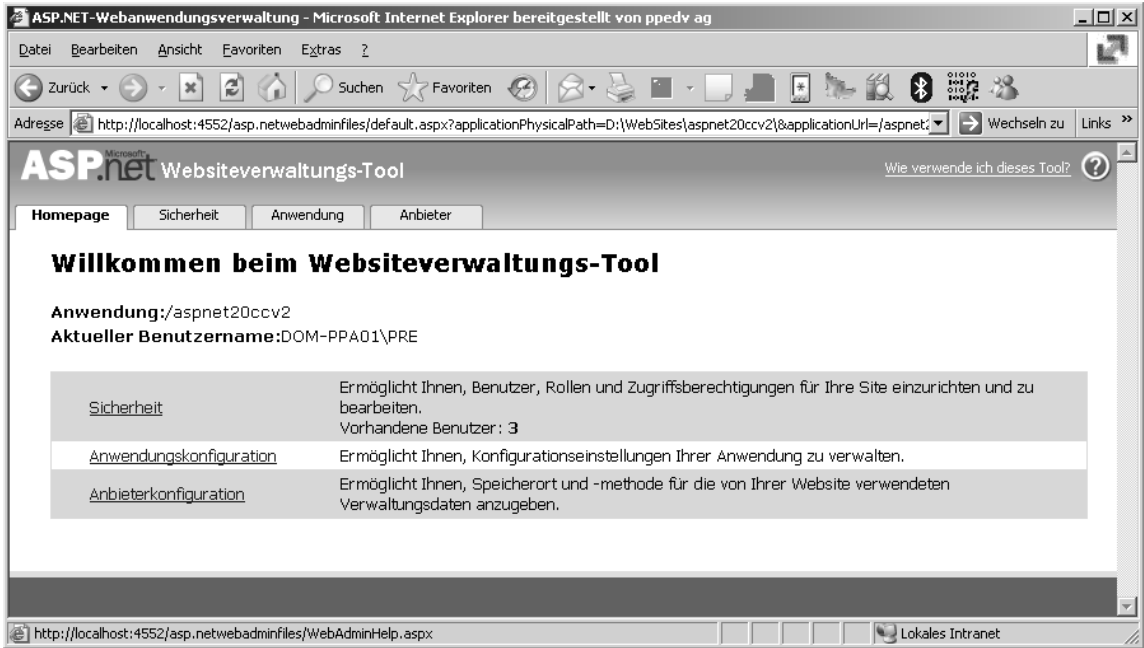 ASP.NET-Webanwendungsverwaltung - Microsoft Internet Explorer bereitgestellt von ppedv ag
Datei Bearbeiten Ansicht Favoriten Extras ?
Zurück Suchen Favoriten
Adresse http://localhost:4552/asp.netwebadminfiles/default.aspx?applicationPhysicalPath=D:\WebSites\aspnet20ccv2\&applicationUrl=/aspnet2 Wechseln zu Links »
Microsoft
ASP.net Websiteverwaltungs-Tool Wie verwende ich dieses Tool? ?
Homepage Sicherheit Anwendung Anbieter
Willkommen beim Websiteverwaltungs-Tool
Anwendung:/aspnet20ccv2
Aktueller Benutzername:DOM-PPA01\PRE
Sicherheit Ermöglicht Ihnen, Benutzer, Rollen und Zugriffsberechtigungen für Ihre Site einzurichten und zu
bearbeiten.
Vorhandene Benutzer: 3
Anwendungskonfiguration Ermöglicht Ihnen, Konfigurationseinstellungen Ihrer Anwendung zu verwalten.
Anbieterkonfiguration Ermöglicht Ihnen, Speicherort und -methode für die von Ihrer Website verwendeten
Verwaltungsdaten anzugeben.
http://localhost:4552/asp.netwebadminfiles/WebAdminHelp.aspx Lokales Intranet